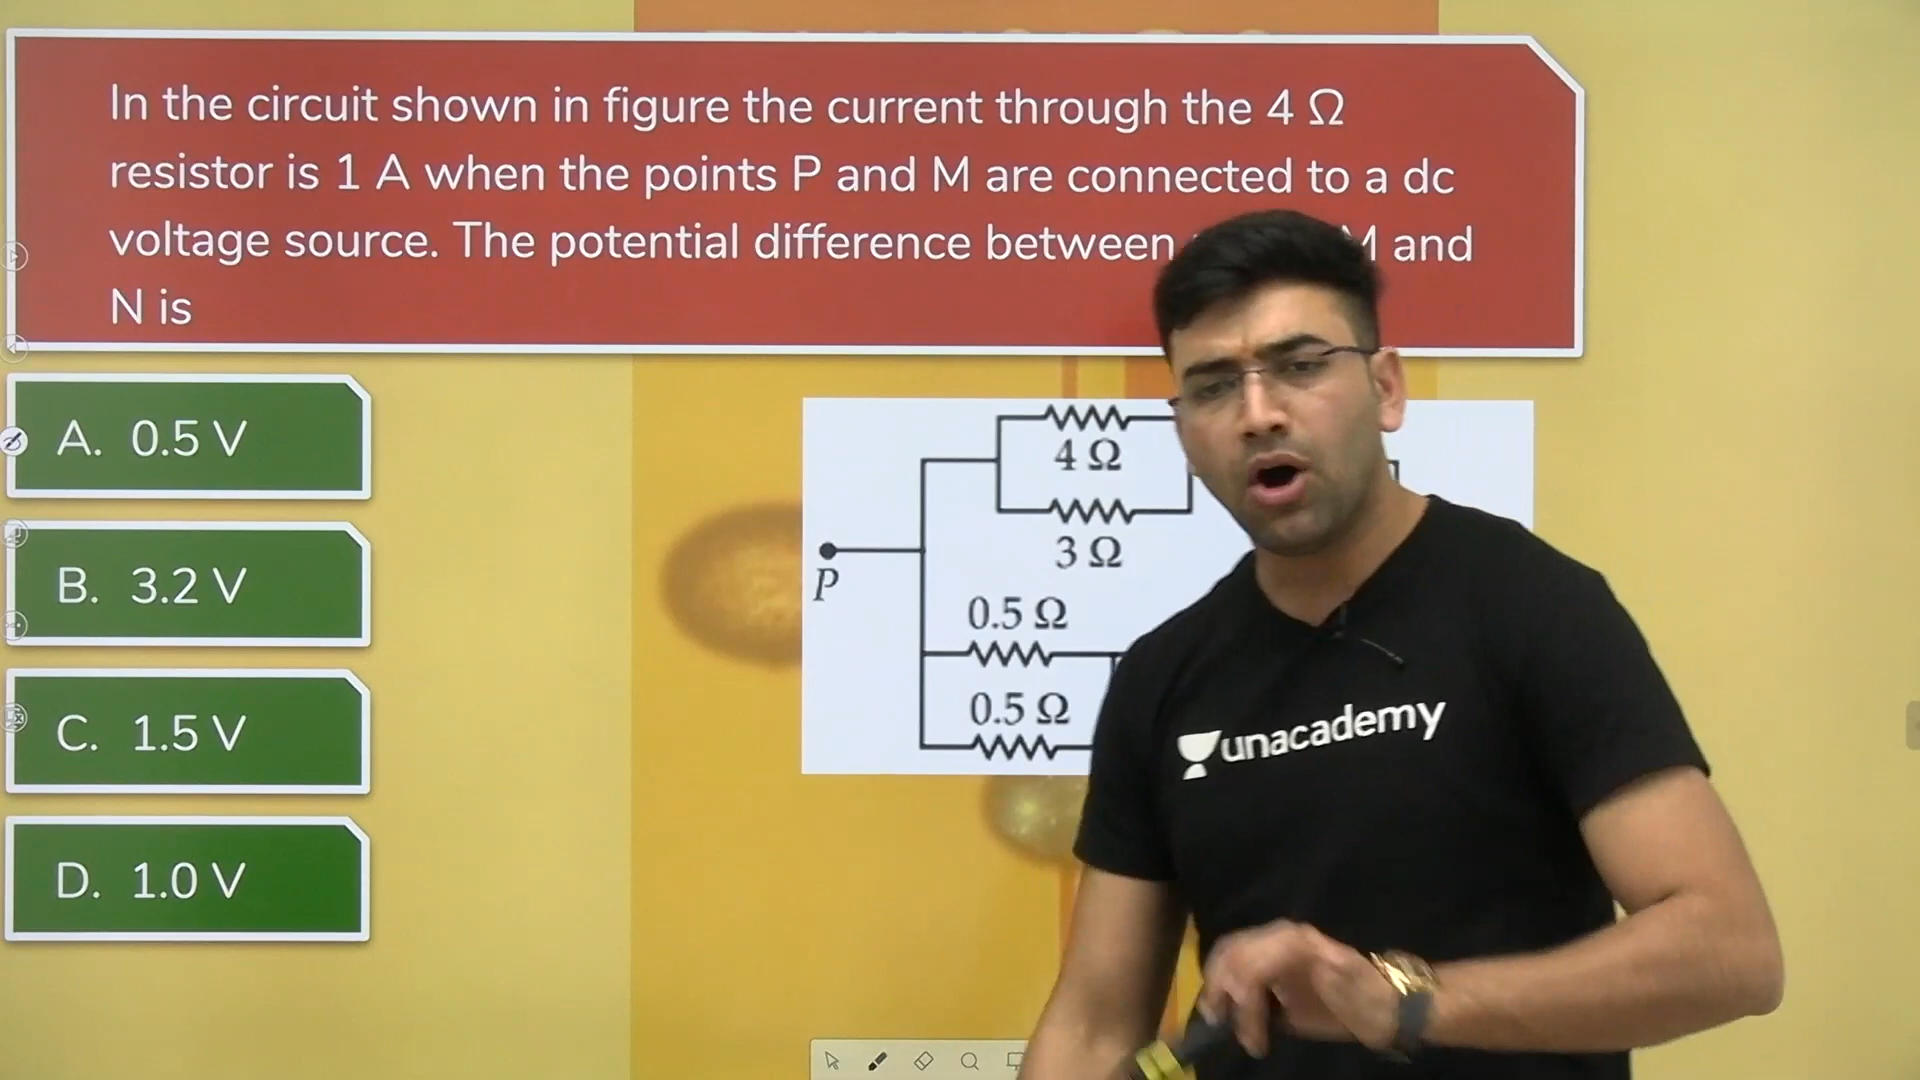 In the circuit shown in figure the current through the 4 Ω
resistor is 1 A when the points P and M are connected to a dc
voltage source. The potential difference between M and
N is
A. 0.5 V
B. 3.2 V
C. 1.5 V
D. 1.0 V
4 Ω
3 Ω
P
0.5 Ω
0.5 Ω
unacademy